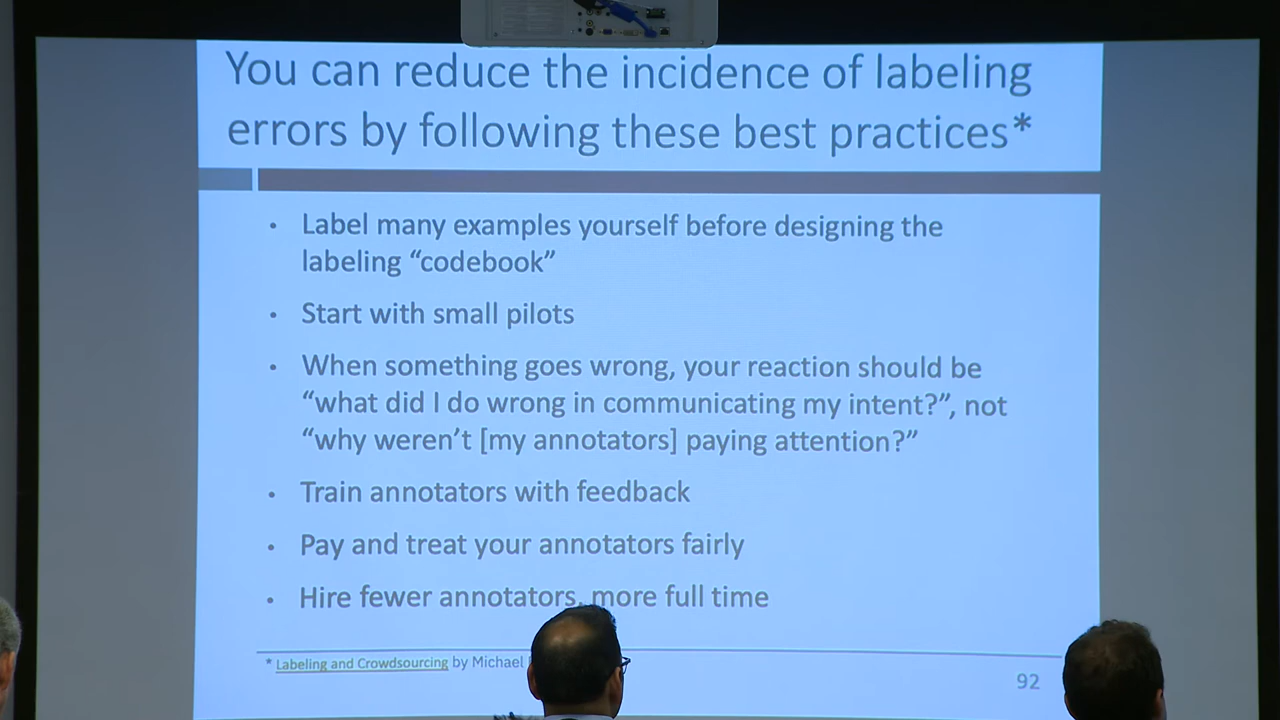 You can reduce the incidence of labeling
errors by following these best practices*
• Label many examples yourself before designing the
labeling “codebook”
• Start with small pilots
• When something goes wrong, your reaction should be
“what did I do wrong in communicating my intent?”, not
“why weren’t [my annotators] paying attention?”
• Train annotators with feedback
• Pay and treat your annotators fairly
• Hire fewer annotators, more full time
* Labeling and Crowdsourcing by Michael
92